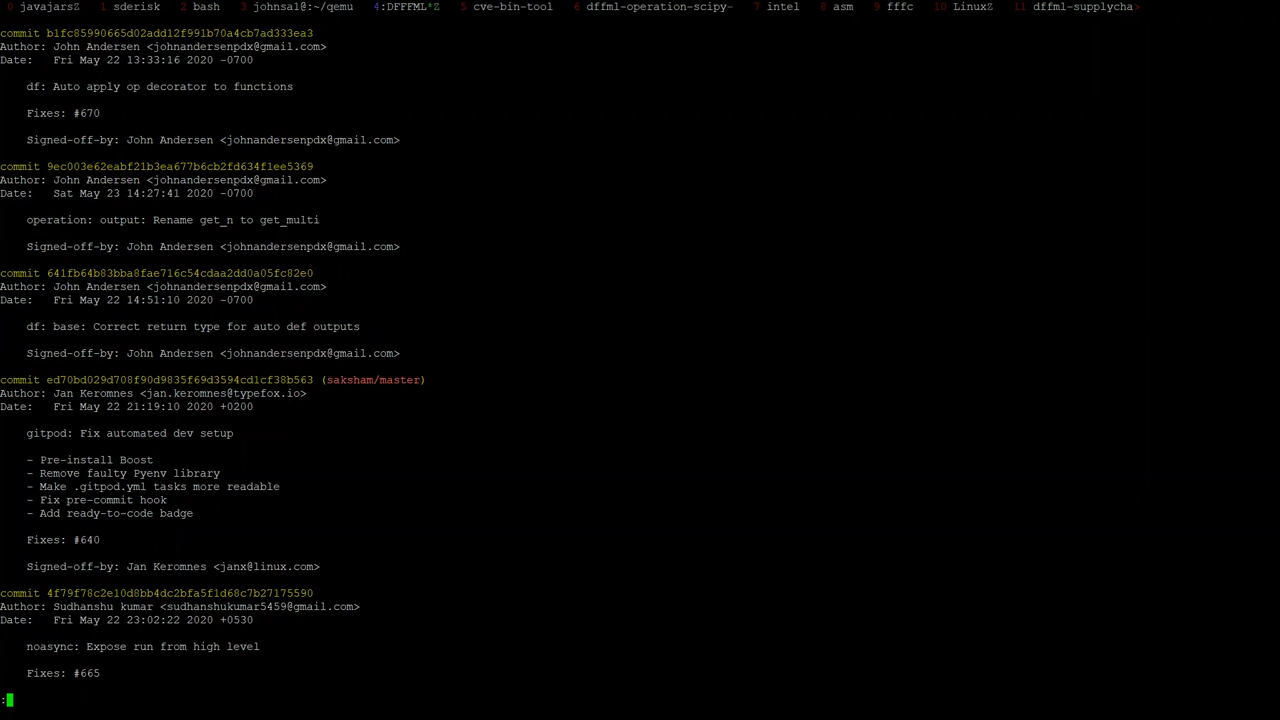 0 javajarsZ 1 sderisk 2 bash 3 johnsal@:~/qemu 4:DFFFML*Z 5 cve-bin-tool 6 dffml-operation-scipy- 7 intel 8 asm 9 fffc 10 LinuxZ 11 dffml-supplycha>
commit b1fc85990665d02add12f991b70a4cb7ad333ea3
Author: John Andersen <johnandersenpdx@gmail.com>
Date: Fri May 22 13:33:16 2020 -0700
df: Auto apply op decorator to functions
Fixes: #670
Signed-off-by: John Andersen <johnandersenpdx@gmail.com>
commit 9ec003e62eabf21b3ea677b6cb2fd634f1ee5369
Author: John Andersen <johnandersenpdx@gmail.com>
Date: Sat May 23 14:27:41 2020 -0700
operation: output: Rename get_n to get_multi
Signed-off-by: John Andersen <johnandersenpdx@gmail.com>
commit 641fb64b83bba8fae716c54cdaa2dd0a05fc82e0
Author: John Andersen <johnandersenpdx@gmail.com>
Date: Fri May 22 14:51:10 2020 -0700
df: base: Correct return type for auto def outputs
Signed-off-by: John Andersen <johnandersenpdx@gmail.com>
commit ed70bd029d708f90d9835f69d3594cd1cf38b563 (saksham/master)
Author: Jan Keromnes <jan.keromnes@typefox.io>
Date: Fri May 22 21:19:10 2020 +0200
gitpod: Fix automated dev setup
- Pre-install Boost
- Remove faulty Pyenv library
- Make .gitpod.yml tasks more readable
- Fix pre-commit hook
- Add ready-to-code badge
Fixes: #640
Signed-off-by: Jan Keromnes <janx@linux.com>
commit 4f79f78c2e10d8bb4dc2bfa5f1d68c7b27175590
Author: Sudhanshu kumar <sudhanshukumar5459@gmail.com>
Date: Fri May 22 23:02:22 2020 +0530
noasync: Expose run from high level
Fixes: #665
: